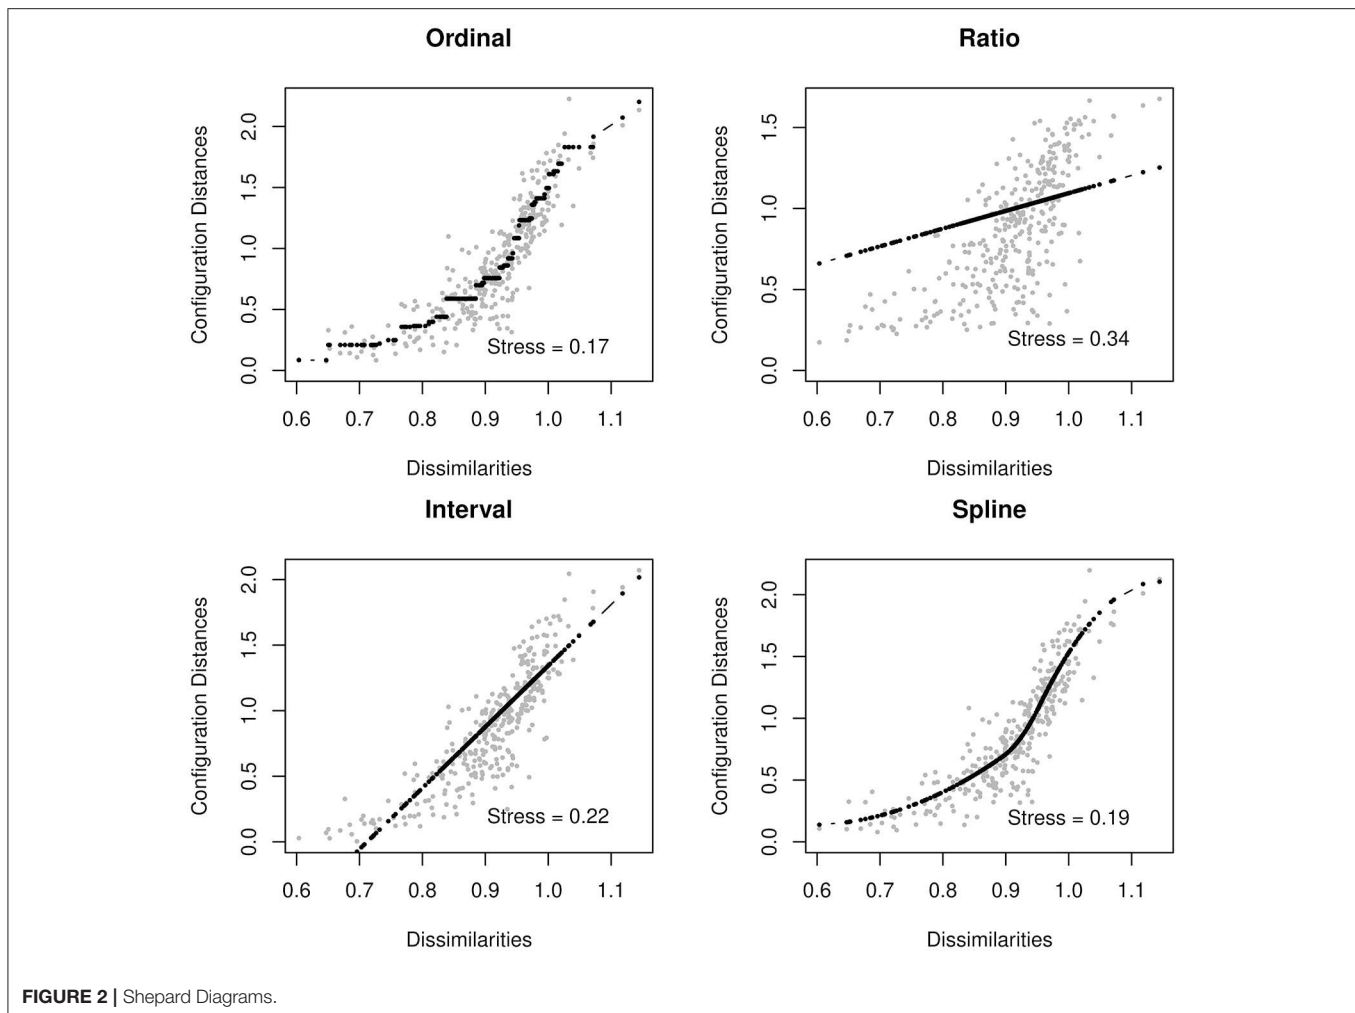 Ordinal
Configuration Distances
0.0 0.5 1.0 1.5 2.0
Stress = 0.17
0.6 0.7 0.8 0.9 1.0 1.1
Dissimilarities
Ratio
Configuration Distances
0.0 0.5 1.0 1.5
Stress = 0.34
0.6 0.7 0.8 0.9 1.0 1.1
Dissimilarities
Interval
Configuration Distances
0.0 0.5 1.0 1.5 2.0
Stress = 0.22
0.6 0.7 0.8 0.9 1.0 1.1
Dissimilarities
Spline
Configuration Distances
0.0 0.5 1.0 1.5 2.0
Stress = 0.19
0.6 0.7 0.8 0.9 1.0 1.1
Dissimilarities
FIGURE 2 | Shepard Diagrams.